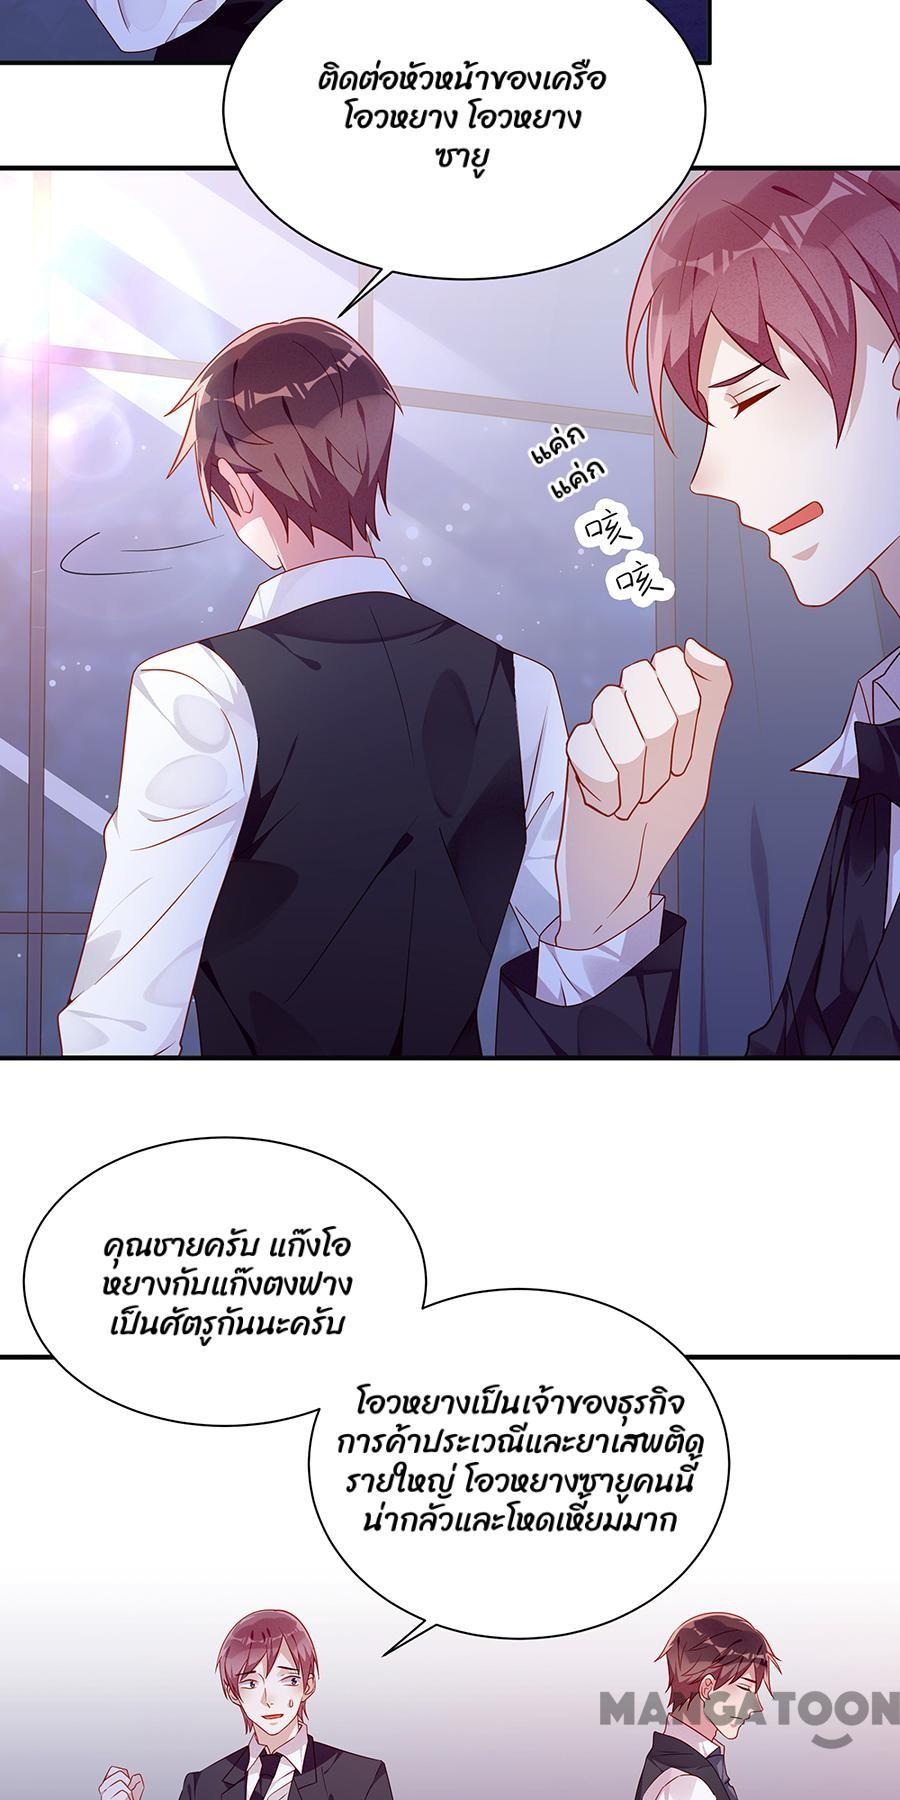 ติดต่อหัวหน้าของเครือ
โอวหยาง โอวหยาง
ซายู
แค่ก
แค่ก
咳
咳
คุณชายครับ แก๊งโอ
หยางกับแก๊งตงฟาง
เป็นศัตรูกันนะครับ
โอวหยางเป็นเจ้าของธุรกิจ
การค้าประเวณีและยาเสพติด
รายใหญ่ โอวหยางซายูคนนี้
น่ากลัวและโหดเหี้ยมมาก
MANGATOON